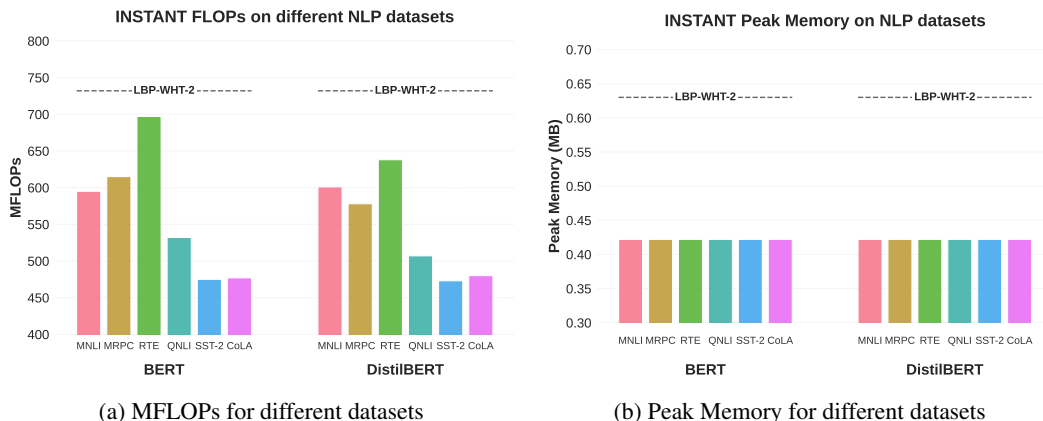 INSTANT FLOPs on different NLP datasets
800
750
700
650
600
550
500
450
400
MFLOPs
LBP-WHT-2
LBP-WHT-2
MNLI MRPC RTE QNLI SST-2 CoLA
MNLI MRPC RTE QNLI SST-2 CoLA
BERT
DistilBERT
(a) MFLOPs for different datasets
INSTANT Peak Memory on NLP datasets
0.70
0.65
0.60
0.55
0.50
0.45
0.40
0.35
0.30
Peak Memory (MB)
LBP-WHT-2
LBP-WHT-2
MNLI MRPC RTE QNLI SST-2 CoLA
MNLI MRPC RTE QNLI SST-2 CoLA
BERT
DistilBERT
(b) Peak Memory for different datasets